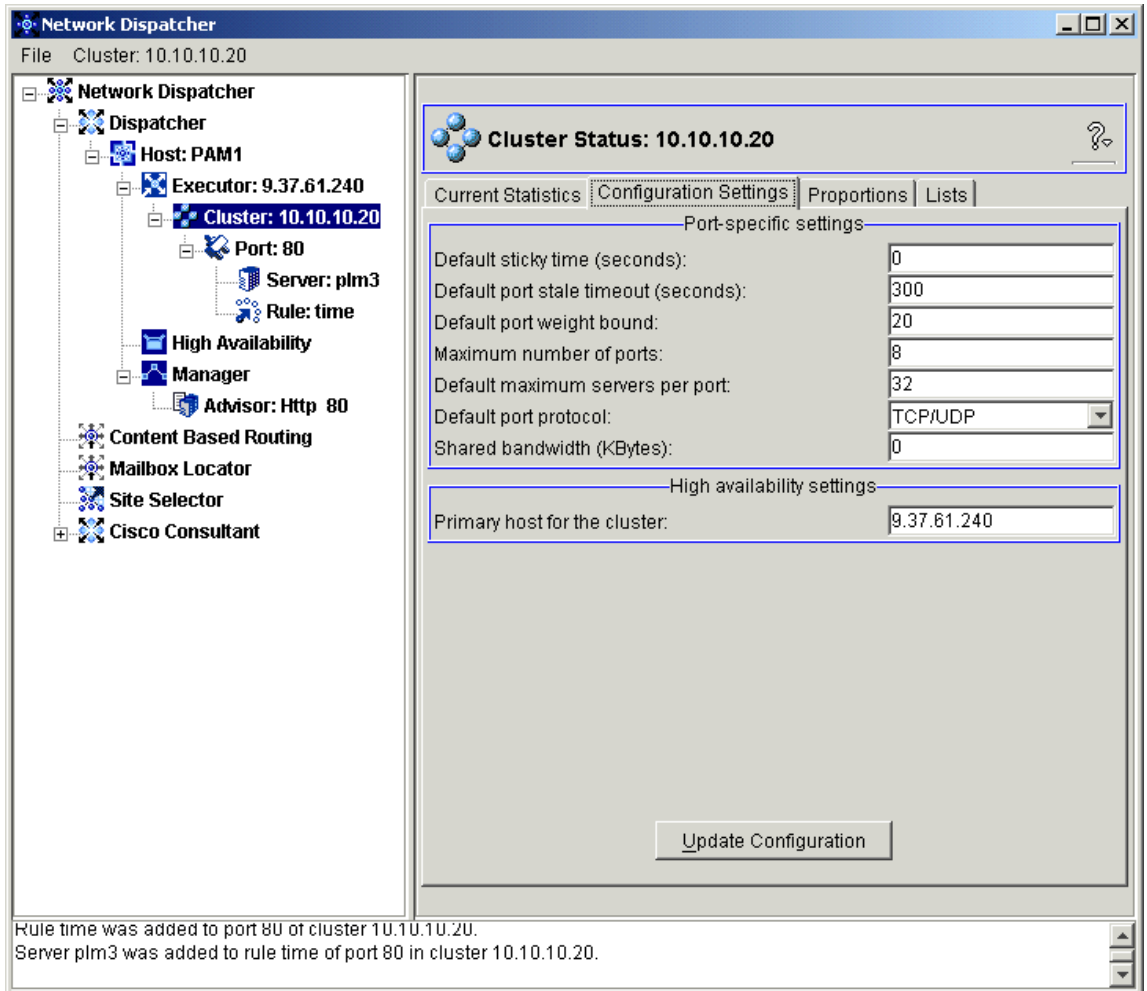 Network Dispatcher
File Cluster: 10.10.10.20
Network Dispatcher
Dispatcher
Host: PAM1
Executor: 9.37.61.240
Cluster: 10.10.10.20
Port: 80
Server: plm3
Rule: time
High Availability
Manager
Advisor: Http 80
Content Based Routing
Mailbox Locator
Site Selector
Cisco Consultant
Cluster Status: 10.10.10.20
?
Current Statistics Configuration Settings Proportions Lists
Port-specific settings
Default sticky time (seconds): 0
Default port stale timeout (seconds): 300
Default port weight bound: 20
Maximum number of ports: 8
Default maximum servers per port: 32
Default port protocol: TCP/UDP
Shared bandwidth (KBytes): 0
High availability settings
Primary host for the cluster: 9.37.61.240
Update Configuration
Rule time was added to port 80 of cluster 10.10.10.20.
Server plm3 was added to rule time of port 80 in cluster 10.10.10.20.